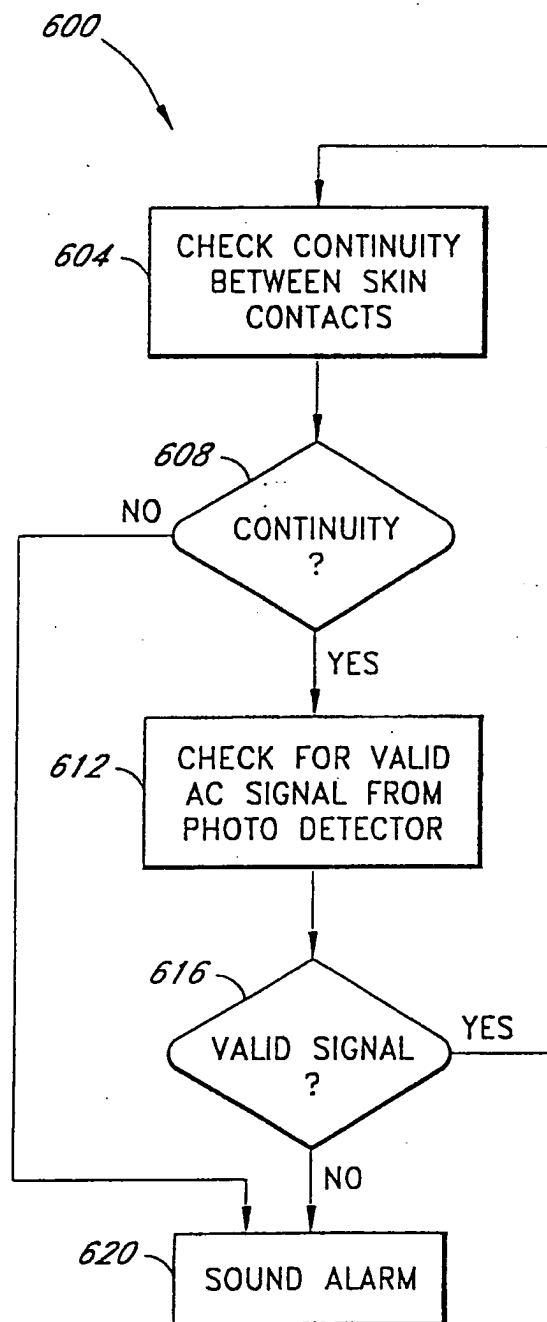 600
604
CHECK CONTINUITY
BETWEEN SKIN
CONTACTS
608
NO
CONTINUITY
?
YES
612
CHECK FOR VALID
AC SIGNAL FROM
PHOTO DETECTOR
616
YES
VALID SIGNAL
?
NO
620
SOUND ALARM